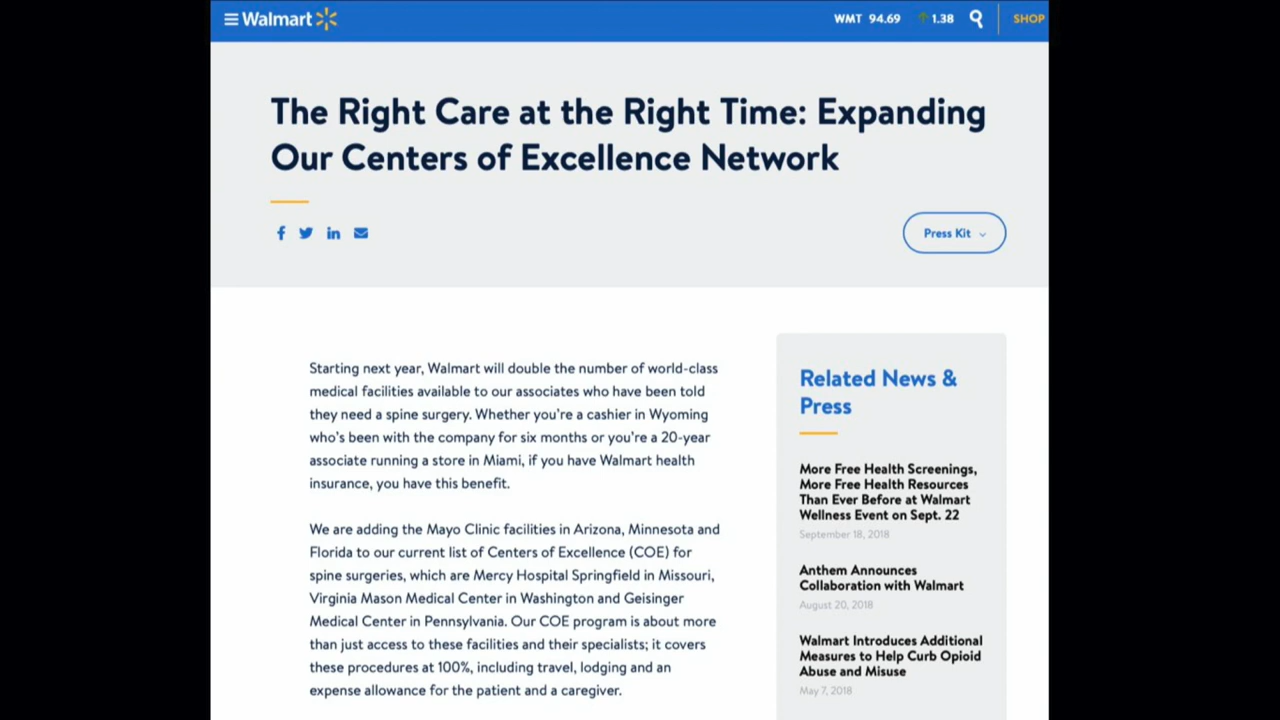 Walmart
WMT 94.69 1.38
SHOP
The Right Care at the Right Time: Expanding
Our Centers of Excellence Network
Press Kit
Starting next year, Walmart will double the number of world-class
medical facilities available to our associates who have been told
they need a spine surgery. Whether you're a cashier in Wyoming
who's been with the company for six months or you're a 20-year
associate running a store in Miami, if you have Walmart health
insurance, you have this benefit.
We are adding the Mayo Clinic facilities in Arizona, Minnesota and
Florida to our current list of Centers of Excellence (COE) for
spine surgeries, which are Mercy Hospital Springfield in Missouri,
Virginia Mason Medical Center in Washington and Geisinger
Medical Center in Pennsylvania. Our COE program is about more
than just access to these facilities and their specialists; it covers
these procedures at 100%, including travel, lodging and an
expense allowance for the patient and a caregiver.
Related News &
Press
More Free Health Screenings,
More Free Health Resources
Than Ever Before at Walmart
Wellness Event on Sept. 22
September 18, 2018
Anthem Announces
Collaboration with Walmart
August 20, 2018
Walmart Introduces Additional
Measures to Help Curb Opioid
Abuse and Misuse
May 7, 2018